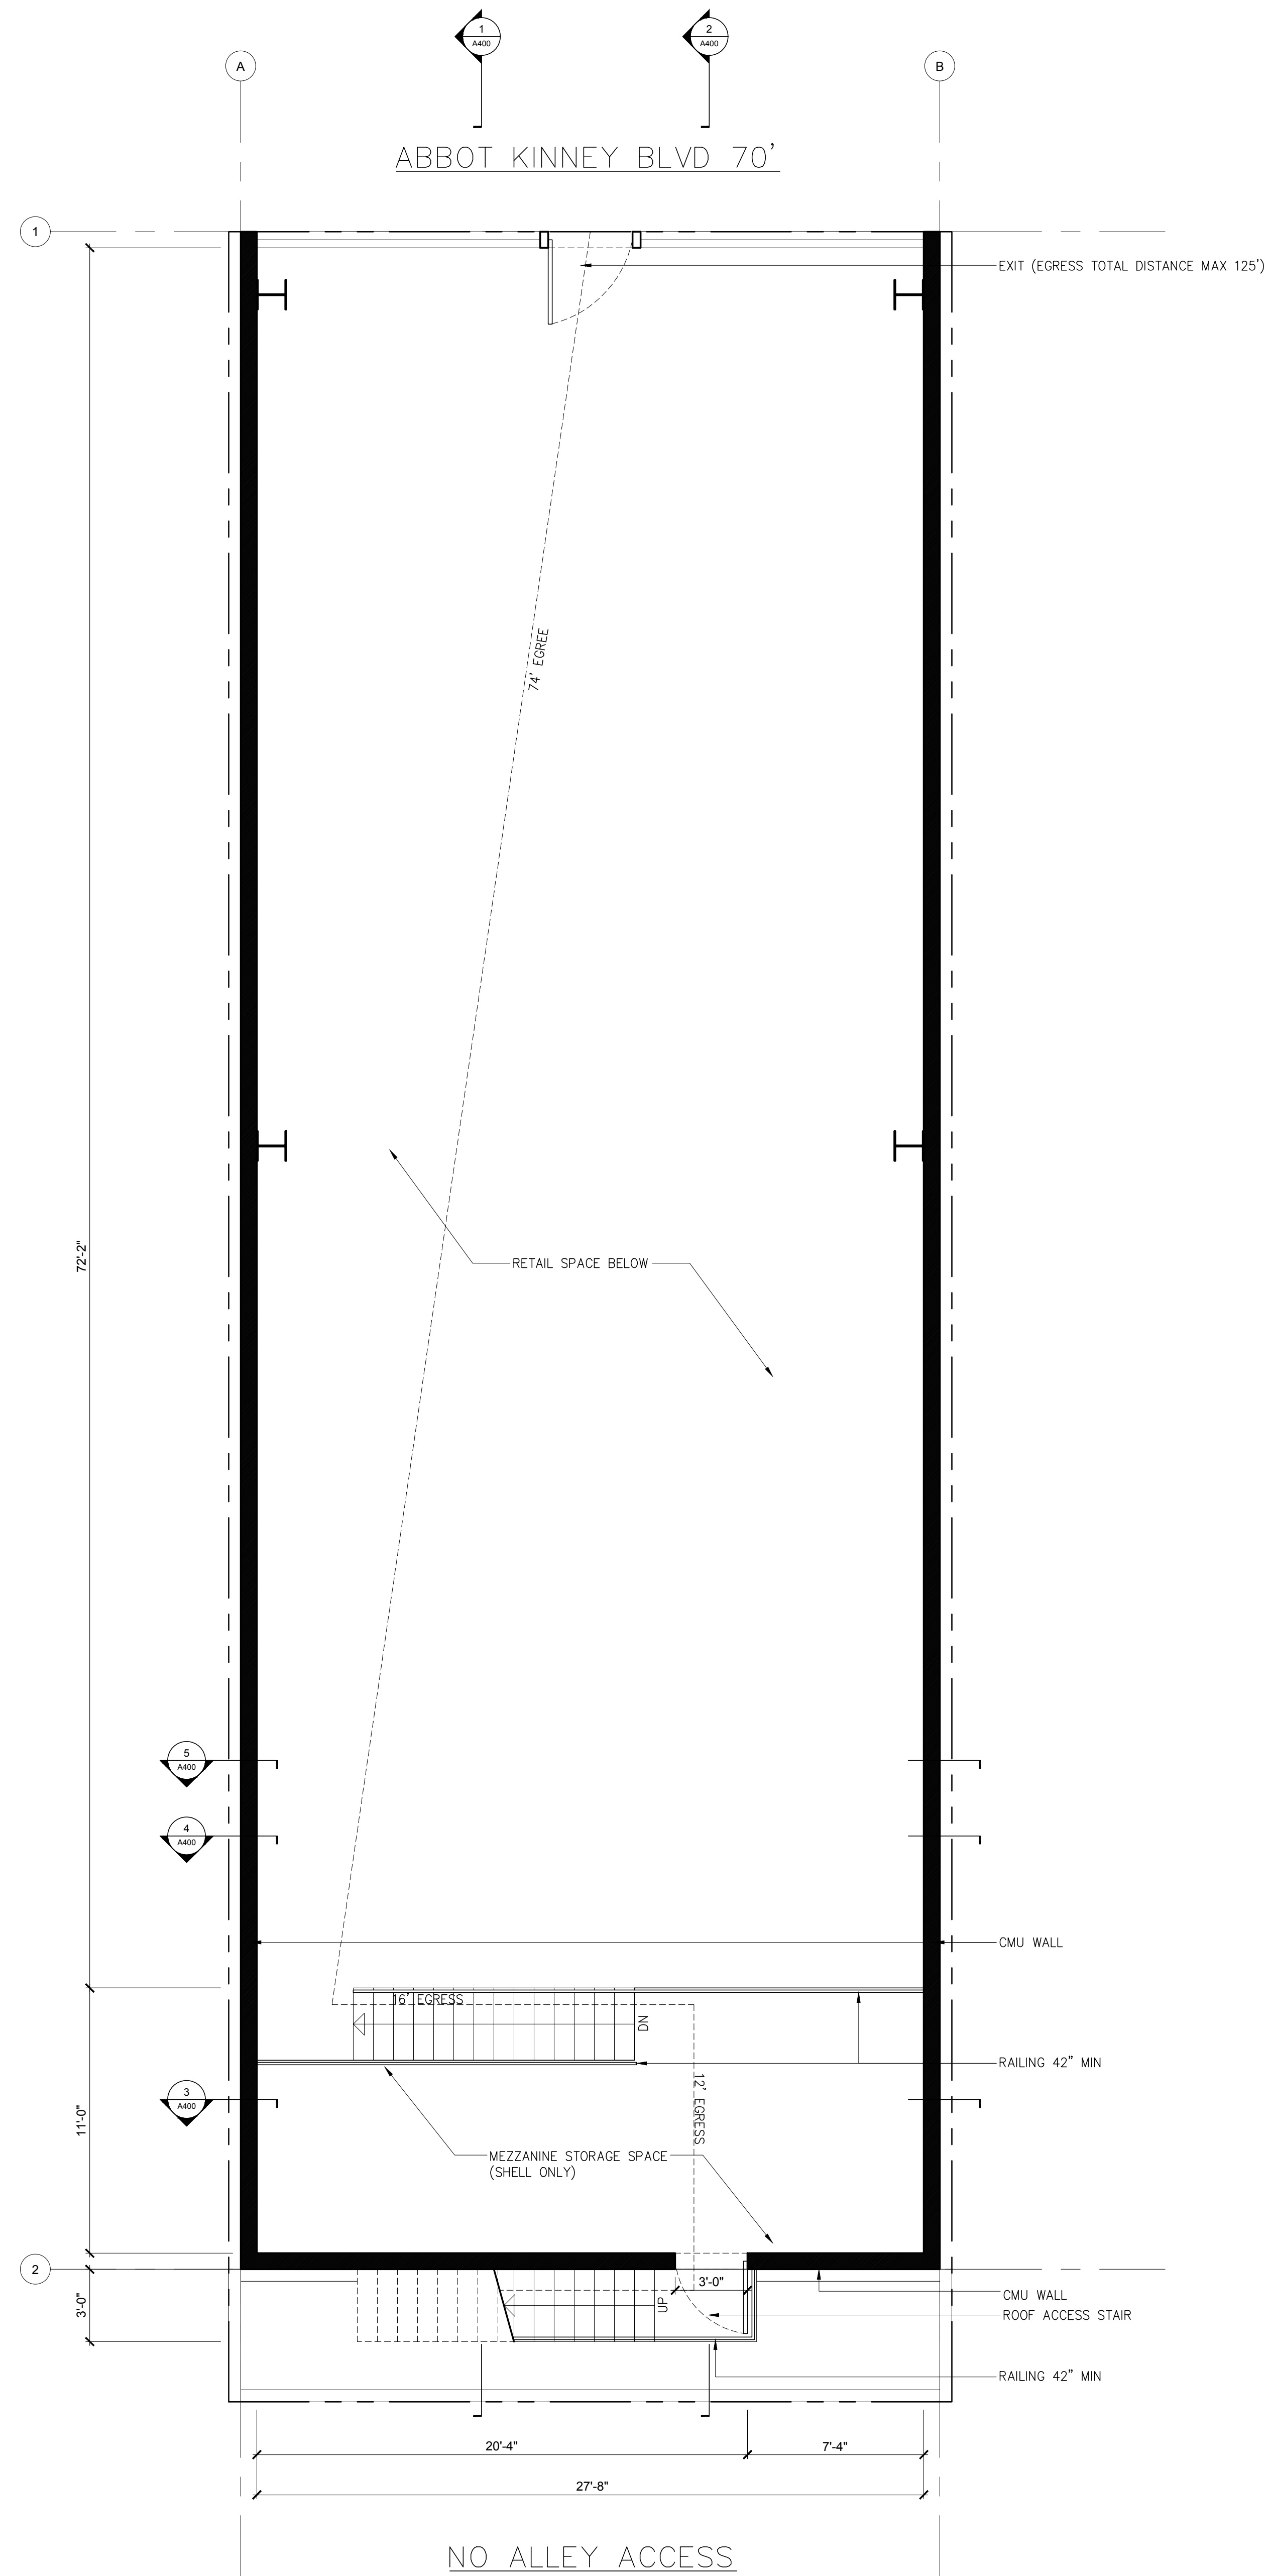 1
A400
2
A400
A
B
ABBOT KINNEY BLVD 70'
1
EXIT (EGRESS TOTAL DISTANCE MAX 125')
74' EGREE
72'-2"
RETAIL SPACE BELOW
5
A400
4
A400
CMU WALL
16' EGRESS
DN
RAILING 42" MIN
3
A400
11'-0"
12' EGRESS
MEZZANINE STORAGE SPACE
(SHELL ONLY)
2
3'-0"
3'-0"
UP
CMU WALL
ROOF ACCESS STAIR
RAILING 42" MIN
20'-4"
7'-4"
27'-8"
NO ALLEY ACCESS